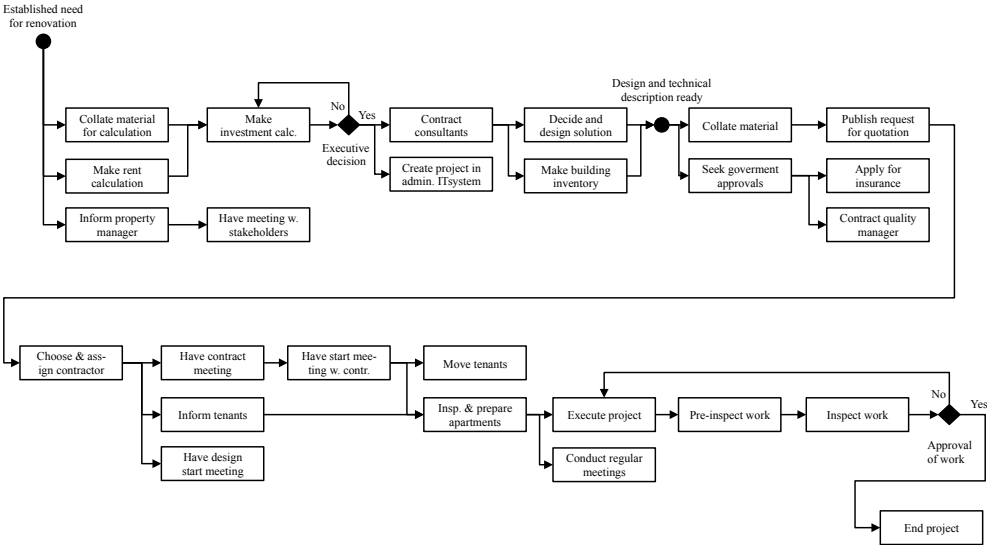 Established need
for renovation
Design and technical
description ready
No
Yes
Collate material
for calculation
Make
investment calc.
Executive
decision
Contract
consultants
Decide and
design solution
Collate material
Publish request
for quotation
Make rent
calculation
Create project in
admin. ITsystem
Make building
inventory
Seek goverment
approvals
Apply for
insurance
Inform property
manager
Have meeting w.
stakeholders
Contract quality
manager
Choose & ass-
ign contractor
Have contract
meeting
Have start mee-
ting w. contr.
Move tenants
Inform tenants
Insp. & prepare
apartments
Execute project
Pre-inspect work
Inspect work
No
Yes
Approval
of work
Have design
start meeting
Conduct regular
meetings
End project